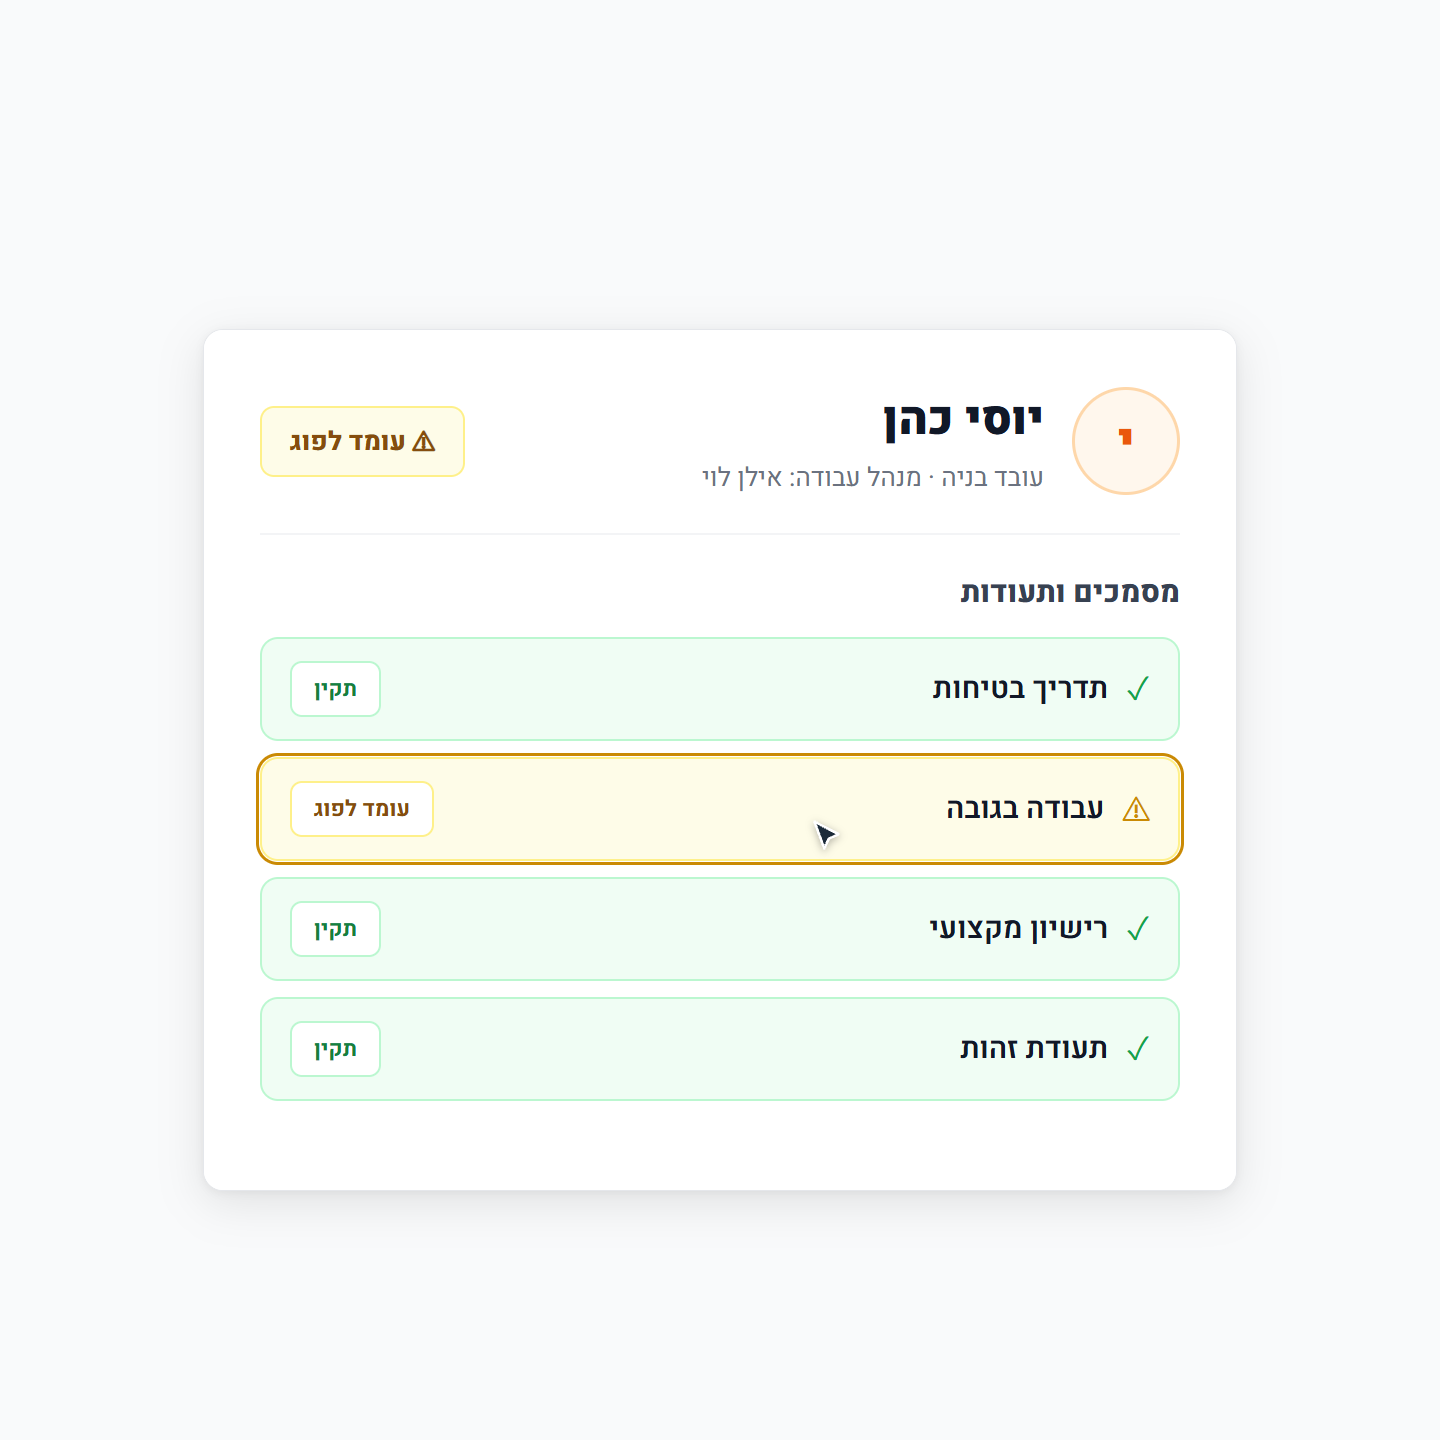 י
יוסי כהן
עובד בניה · מנהל עבודה: אילן לוי
⚠ עומד לפוג
מסמכים ותעודות
✓ תדריך בטיחות
תקין
⚠ עבודה בגובה
עומד לפוג
✓ רישיון מקצועי
תקין
✓ תעודת זהות
תקין